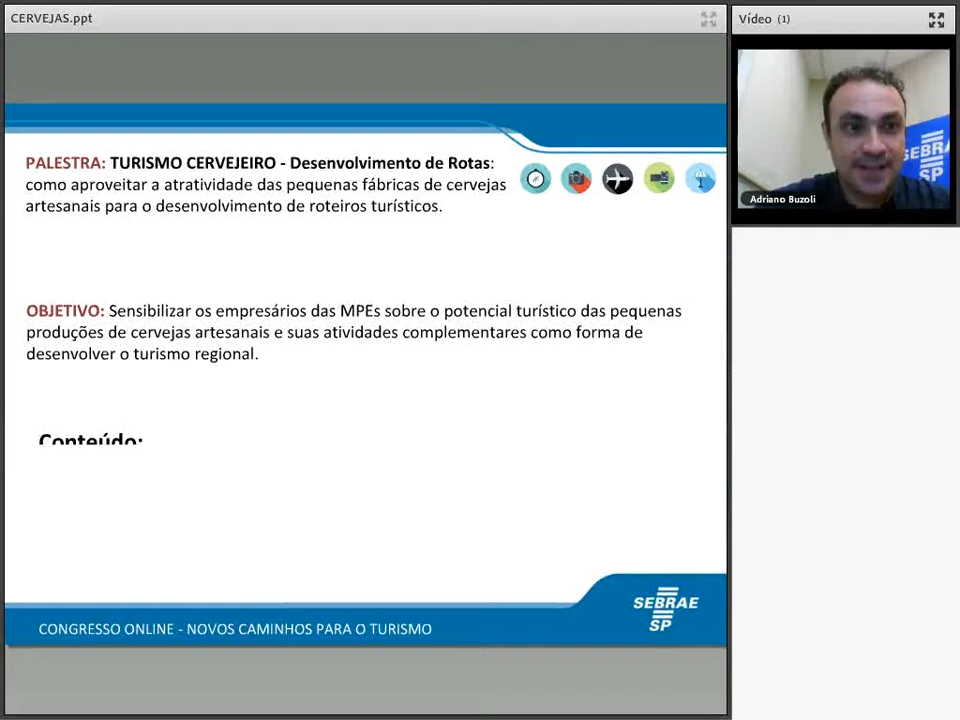 CERVEJAS.ppt
Vídeo (1)
PALESTRA: TURISMO CERVEJEIRO - Desenvolvimento de Rotas:
como aproveitar a atratividade das pequenas fábricas de cervejas
artesanais para o desenvolvimento de roteiros turísticos.
SEBRA
SP
Adriano Buzoli
OBJETIVO: Sensibilizar os empresários das MPEs sobre o potencial turístico das pequenas
produções de cervejas artesanais e suas atividades complementares como forma de
desenvolver o turismo regional.
Conteúdo:
SEBRAE
SP
CONGRESSO ONLINE - NOVOS CAMINHOS PARA O TURISMO